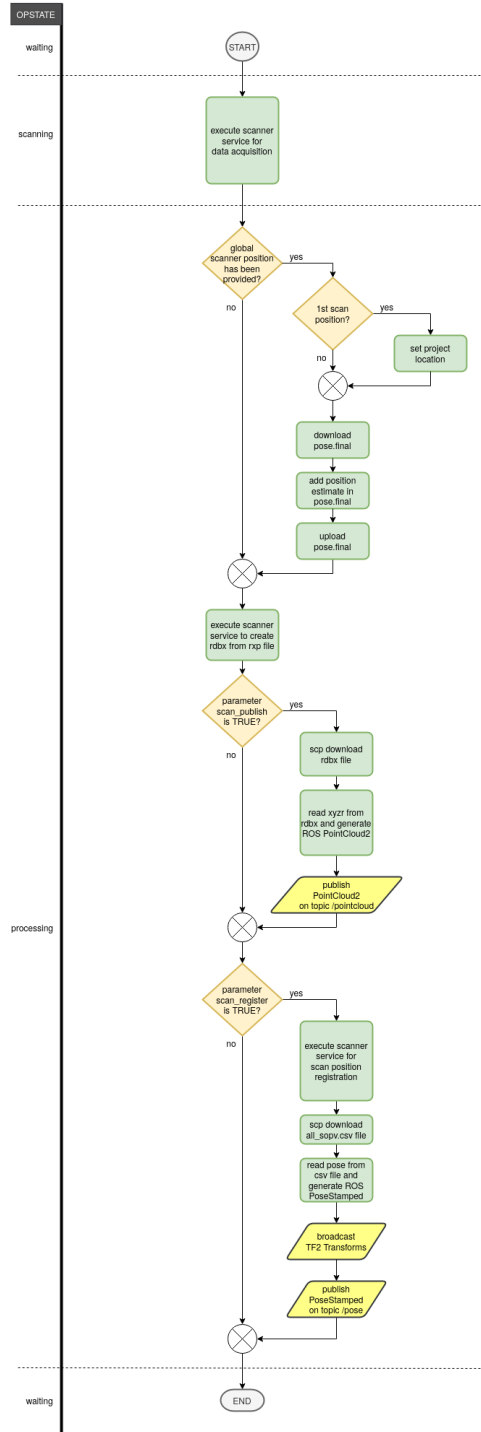 OPSTATE
waiting
START
scanning
execute scanner
service for
data acquisition
global
scanner position
has been
provided?
yes
no
1st scan
position?
yes
no
set project
location
download
pose.final
add position
estimate in
pose.final
upload
pose.final
execute scanner
service to create
rdbx from rxp file
parameter
scan_publish
is TRUE?
yes
no
scp download
rdbx file
read xyzr from
rdbx and generate
ROS PointCloud2
publish
PointCloud2
on topic /pointcloud
processing
parameter
scan_register
is TRUE?
yes
no
execute scanner
service for
scan position
registration
scp download
all_sopv.csv file
read pose from
csv file and
generate ROS
PoseStamped
broadcast
TF2 Transforms
publish
PoseStamped
on topic /pose
waiting
END